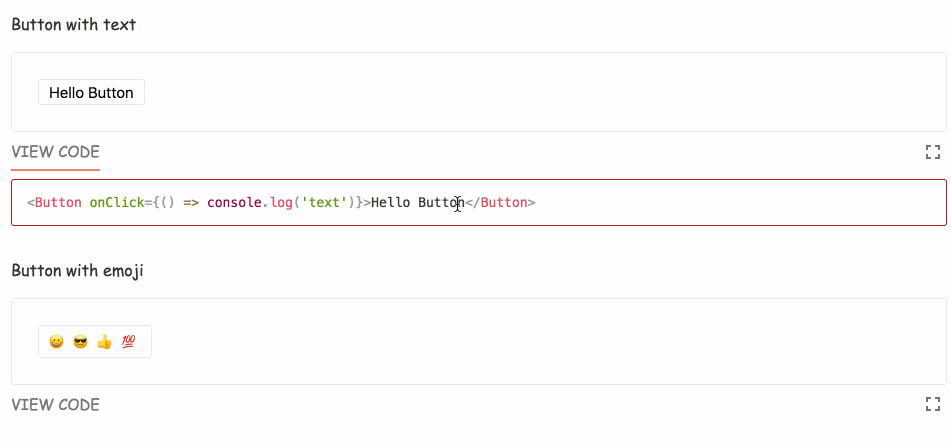 Button with text
Hello Button
VIEW CODE
<Button onClick={() => console.log('text')}>Hello Button</Button>
Button with emoji
😀 😎 👍 💯
VIEW CODE